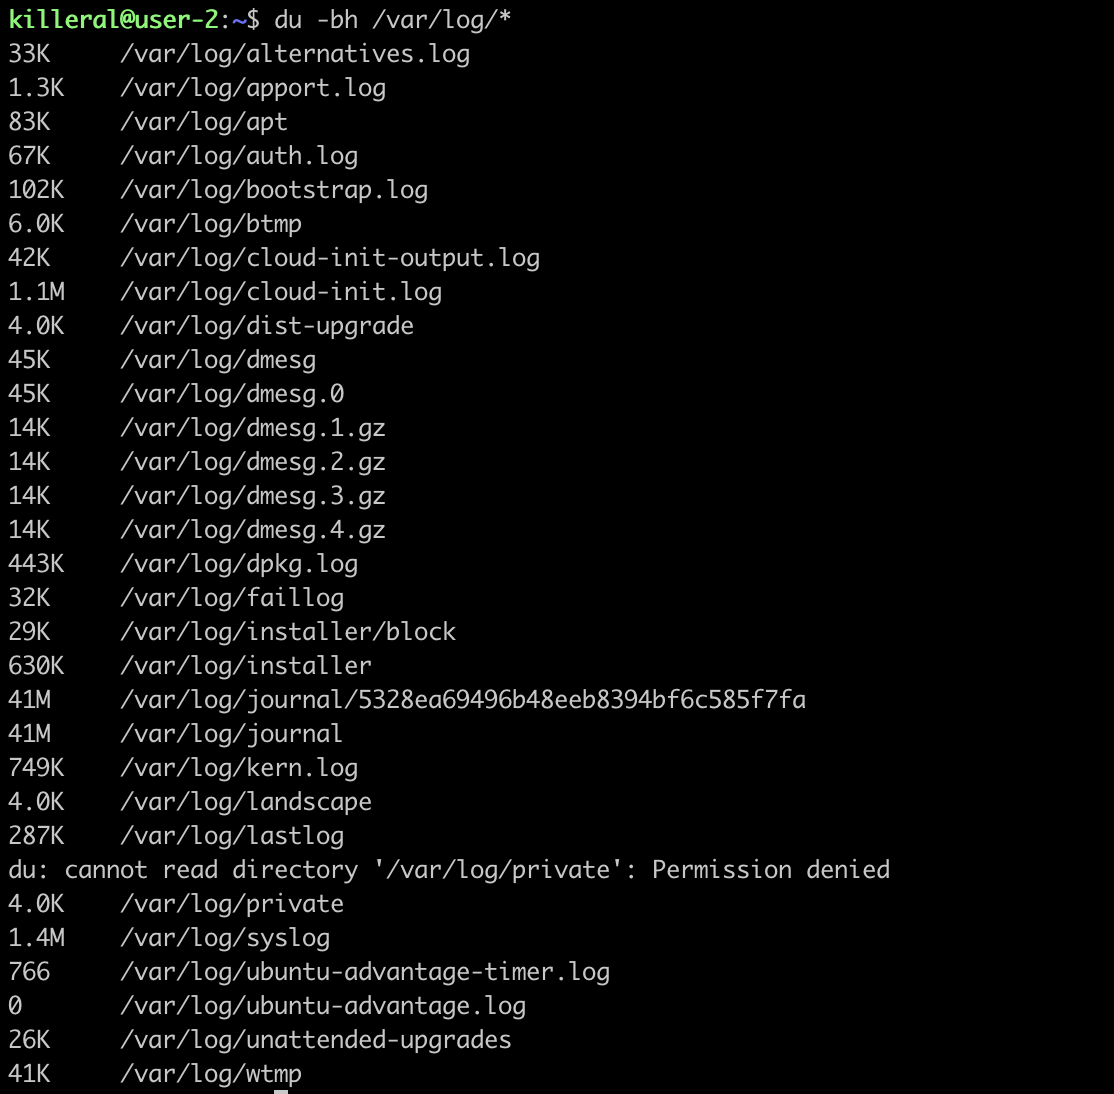 killeral@user-2:~$ du -bh /var/log/*
33K /var/log/alternatives.log
1.3K /var/log/apport.log
83K /var/log/apt
67K /var/log/auth.log
102K /var/log/bootstrap.log
6.0K /var/log/btmp
42K /var/log/cloud-init-output.log
1.1M /var/log/cloud-init.log
4.0K /var/log/dist-upgrade
45K /var/log/dmesg
45K /var/log/dmesg.0
14K /var/log/dmesg.1.gz
14K /var/log/dmesg.2.gz
14K /var/log/dmesg.3.gz
14K /var/log/dmesg.4.gz
443K /var/log/dpkg.log
32K /var/log/faillog
29K /var/log/installer/block
630K /var/log/installer
41M /var/log/journal/5328ea69496b48eeb8394bf6c585f7fa
41M /var/log/journal
749K /var/log/kern.log
4.0K /var/log/landscape
287K /var/log/lastlog
du: cannot read directory '/var/log/private': Permission denied
4.0K /var/log/private
1.4M /var/log/syslog
766 /var/log/ubuntu-advantage-timer.log
0 /var/log/ubuntu-advantage.log
26K /var/log/unattended-upgrades
41K /var/log/wtmp